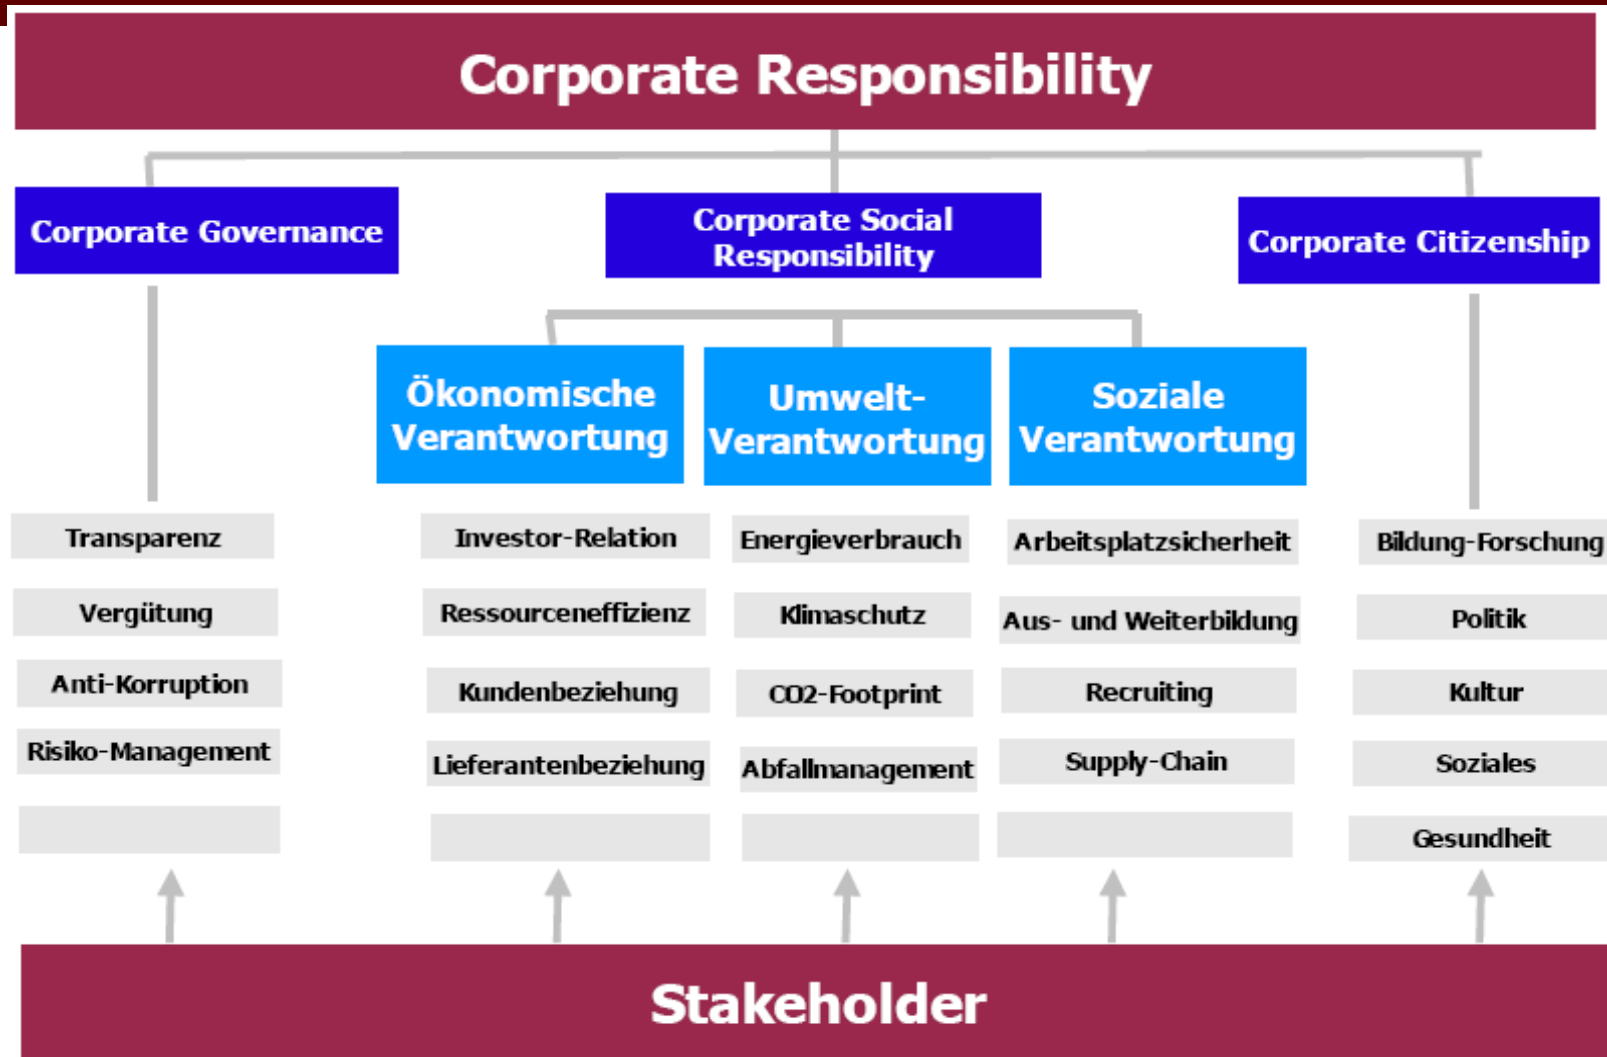 Corporate Responsibility
Corporate Governance
Corporate Social
Responsibility
Corporate Citizenship
Ökonomische
Verantwortung
Umwelt-
Verantwortung
Soziale
Verantwortung
Transparenz
Vergütung
Anti-Korruption
Risiko-Management
Investor-Relation
Ressourceneffizienz
Kundenbeziehung
Lieferantenbeziehung
Energieverbrauch
Klimaschutz
CO2-Footprint
Abfallmanagement
Arbeitsplatzsicherheit
Aus- und Weiterbildung
Recruiting
Supply-Chain
Bildung-Forschung
Politik
Kultur
Soziales
Gesundheit
Stakeholder